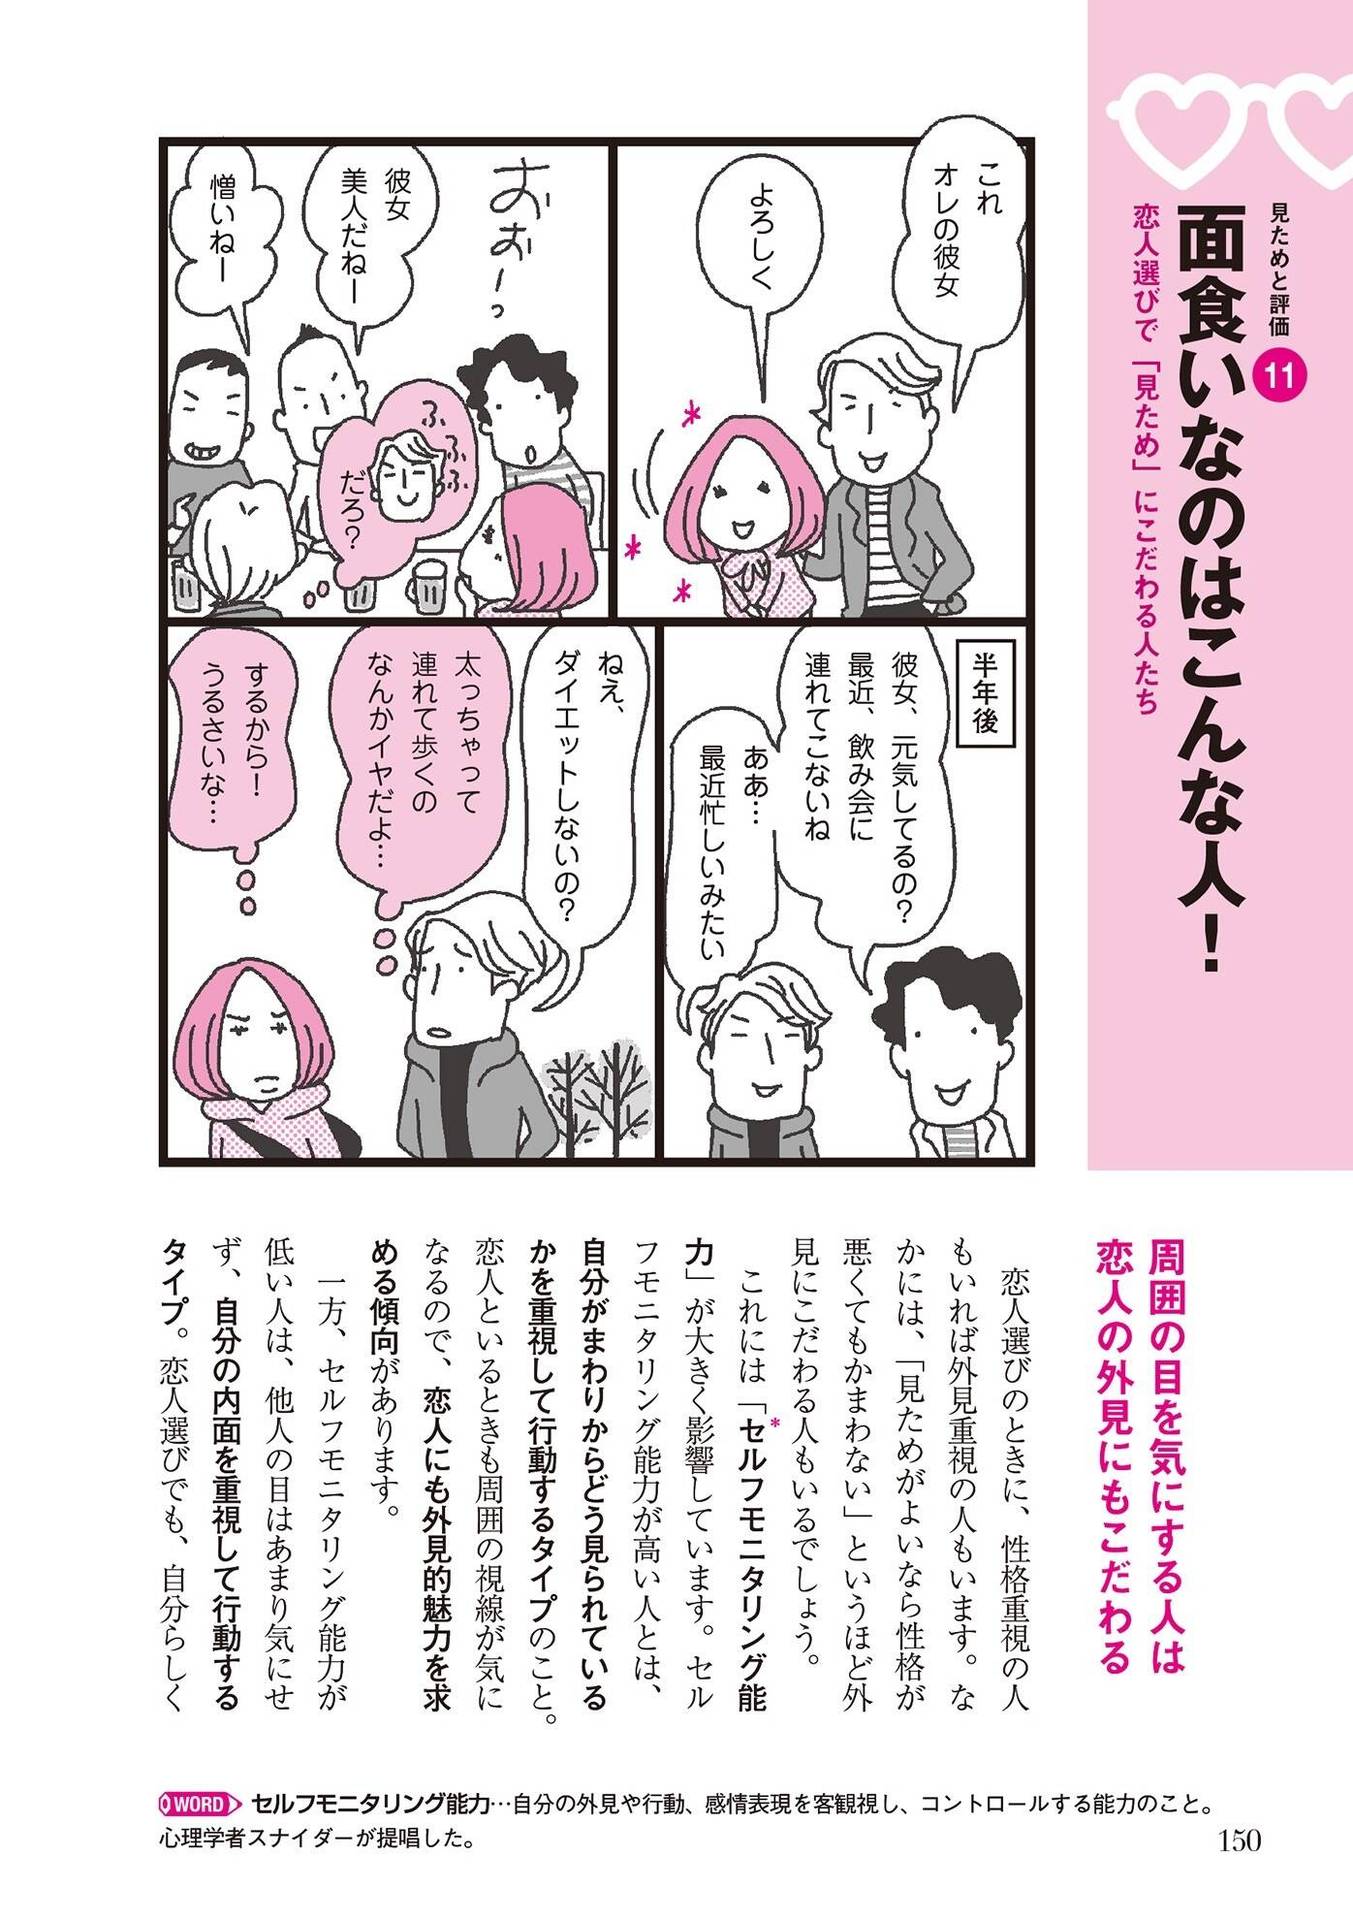 見ためと評価
11
面食いなのはこんな人！
恋人選びで「見ため」にこだわる人たち
これ
オレの彼女
よろしく
おぉーっ
彼女
美人だねー
憎いねー
ふふふふ
だろ？
半年後
彼女、元気してるの？
最近、飲み会に
連れてこないね
ああ…
最近忙しいみたい
ねえ、
ダイエットしないの？
太っちゃって
連れて歩くの
なんかイヤだよ…
するから！
うるさいな…
周囲の目を気にする人は
恋人の外見にもこだわる
恋人選びのときに、性格重視の人
もいれば外見重視の人もいます。な
かには、「見ためがよいなら性格が
悪くてもかまわない」というほど外
見にこだわる人もいるでしょう。
これには「セルフモニタリング能
*
力」が大きく影響しています。セル
フモニタリング能力が高い人とは、
自分がまわりからどう見られている
かを重視して行動するタイプのこと。
恋人といるときも周囲の視線が気に
なるので、恋人にも外見的魅力を求
める傾向があります。
一方、セルフモニタリング能力が
低い人は、他人の目はあまり気にせ
ず、自分の内面を重視して行動する
タイプ。恋人選びでも、自分らしく
WORD セルフモニタリング能力…自分の外見や行動、感情表現を客観視し、コントロールする能力のこと。
心理学者スナイダーが提唱した。
150